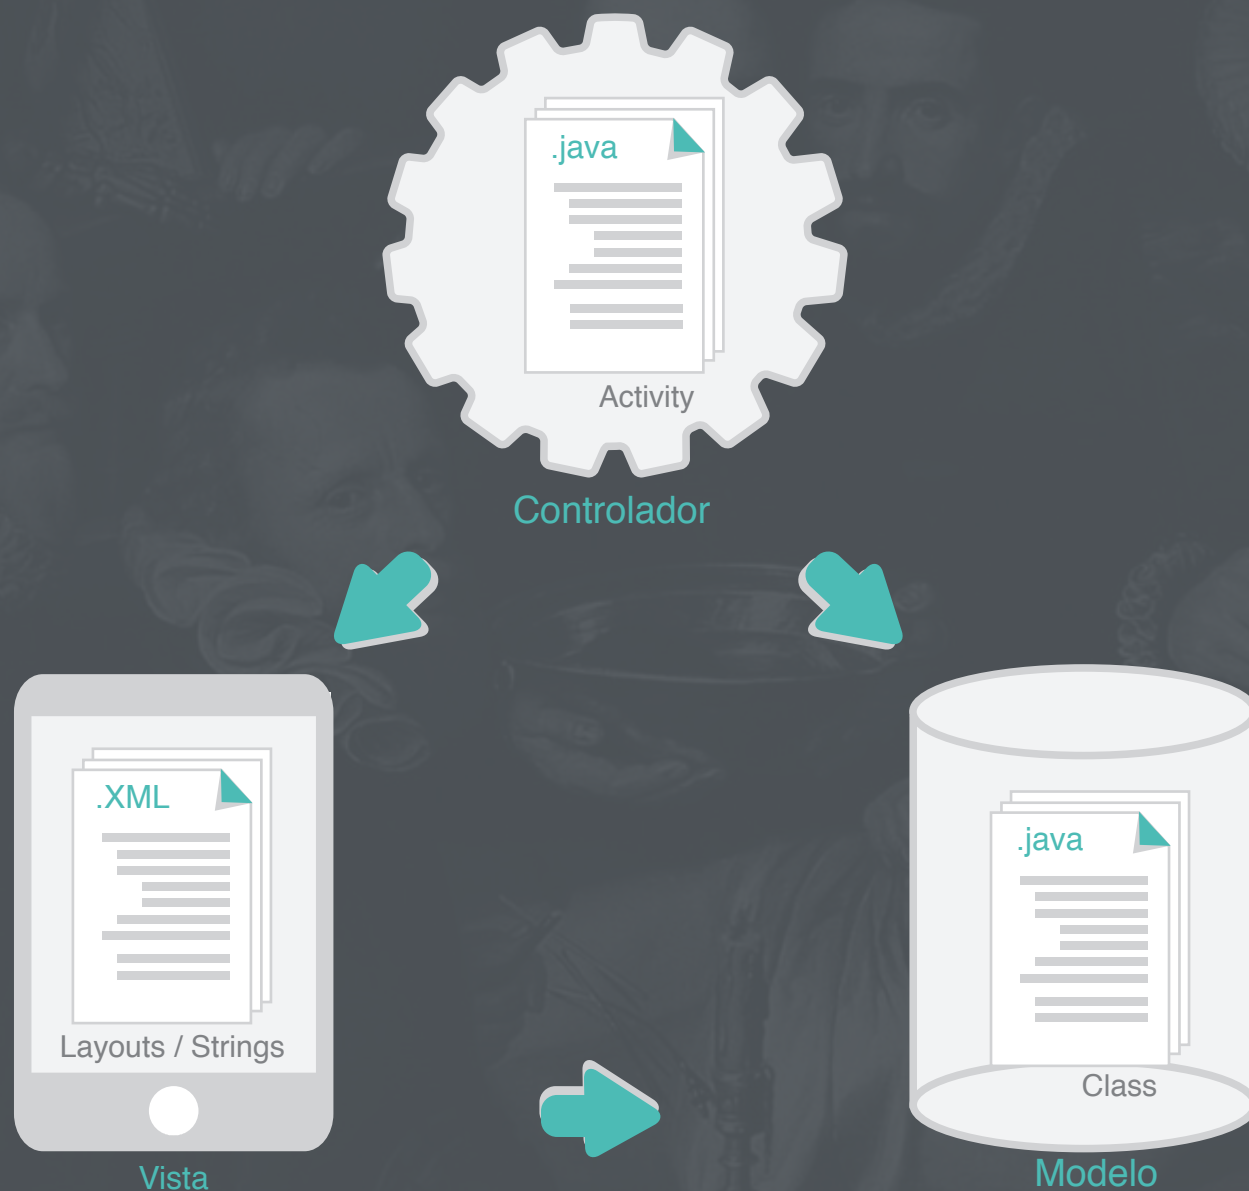 .java
Activity
Controlador
.XML
Layouts / Strings
Vista
.java
Class
Modelo